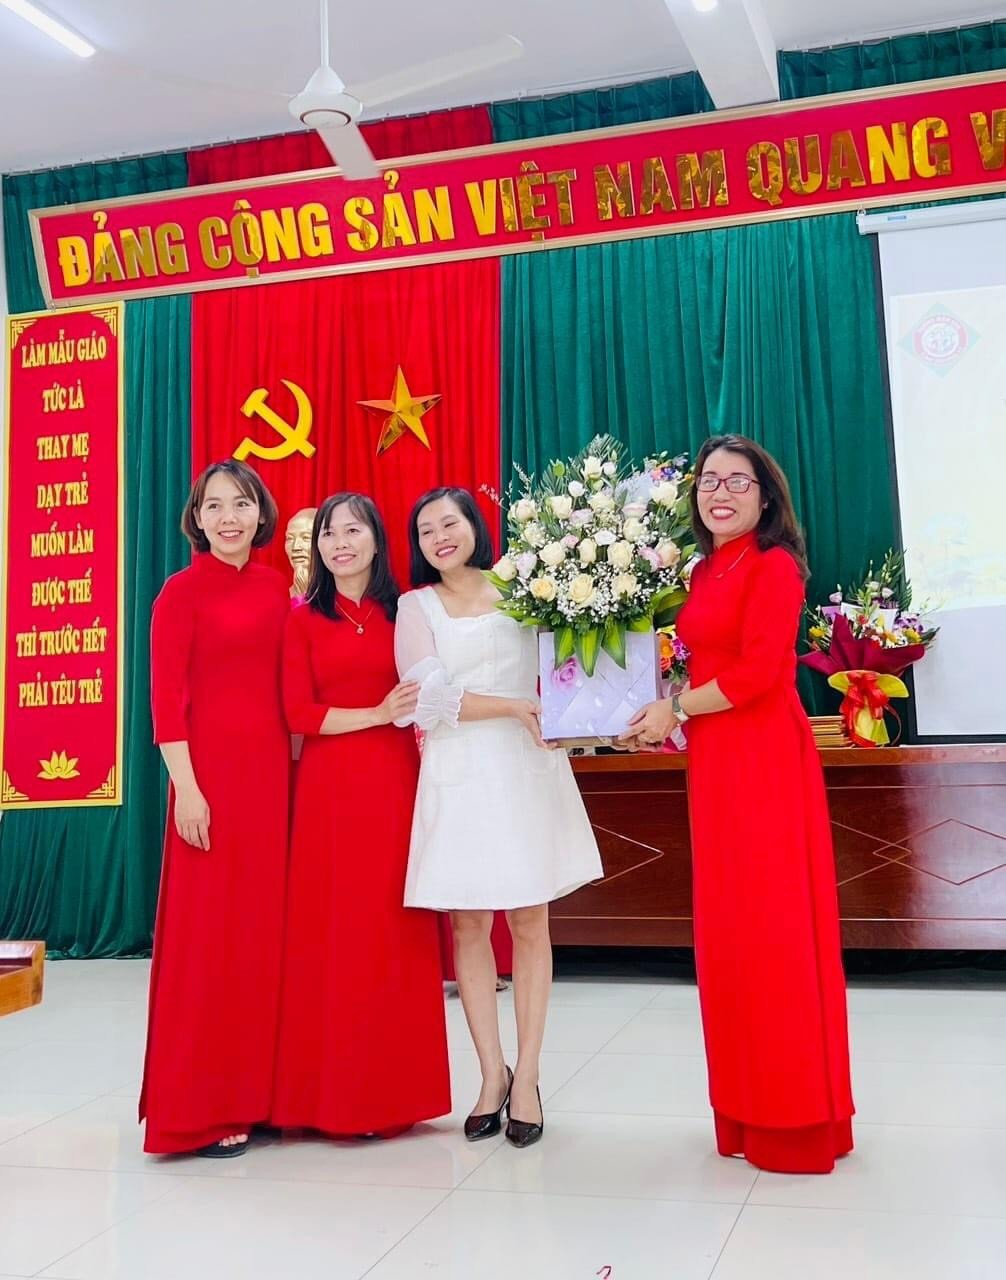 ĐẢNG CỘNG SẢN VIỆT NAM QUANG
LÀM MẪU GIÁO
TỨC LÀ
THAY MẸ
DẠY TRẺ
MUỐN LÀM
ĐƯỢC THẾ
THÌ TRƯỚC HẾT
PHẢI YÊU TRẺ